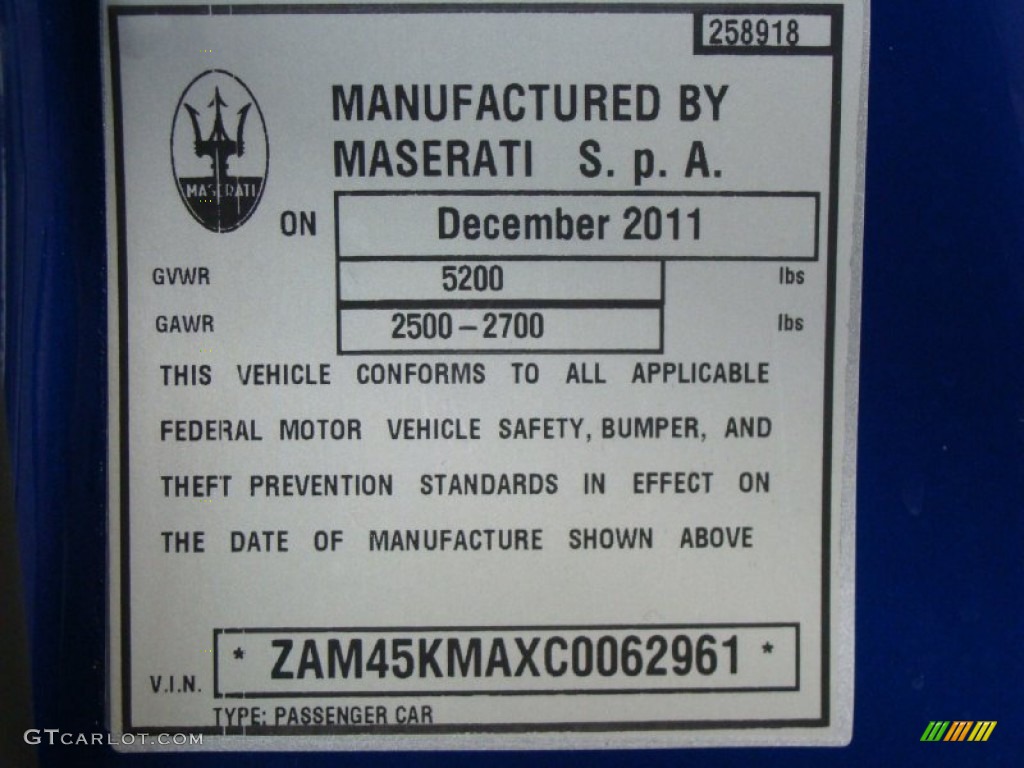 258918
MANUFACTURED BY
MASERATI S. p. A.
MASERATI
ON December 2011
GVWR 5200 lbs
GAWR 2500-2700 lbs
THIS VEHICLE CONFORMS TO ALL APPLICABLE
FEDERAL MOTOR VEHICLE SAFETY, BUMPER, AND
THEFT PREVENTION STANDARDS IN EFFECT ON
THE DATE OF MANUFACTURE SHOWN ABOVE
V.I.N. * ZAM45KMAXC0062961 *
TYPE: PASSENGER CAR
GTCARLOT.COM